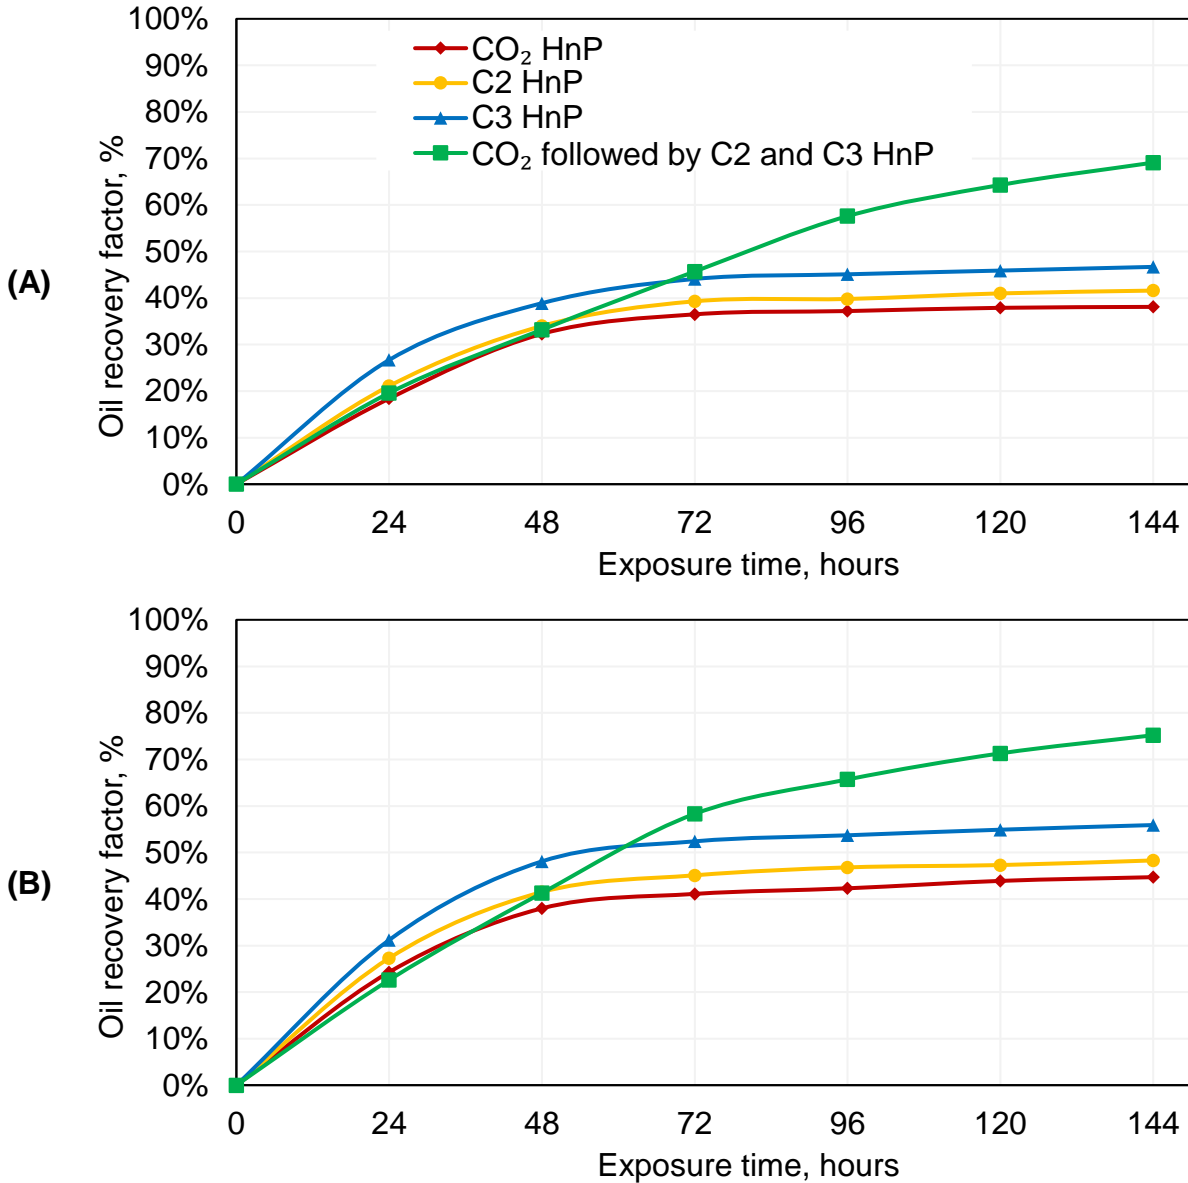 100%
90%
80%
70%
60%
50%
40%
30%
20%
10%
0%
Oil recovery factor, %
(A)
CO₂ HnP
C2 HnP
C3 HnP
CO₂ followed by C2 and C3 HnP
0 24 48 72 96 120 144
Exposure time, hours
100%
90%
80%
70%
60%
50%
40%
30%
20%
10%
0%
Oil recovery factor, %
(B)
0 24 48 72 96 120 144
Exposure time, hours